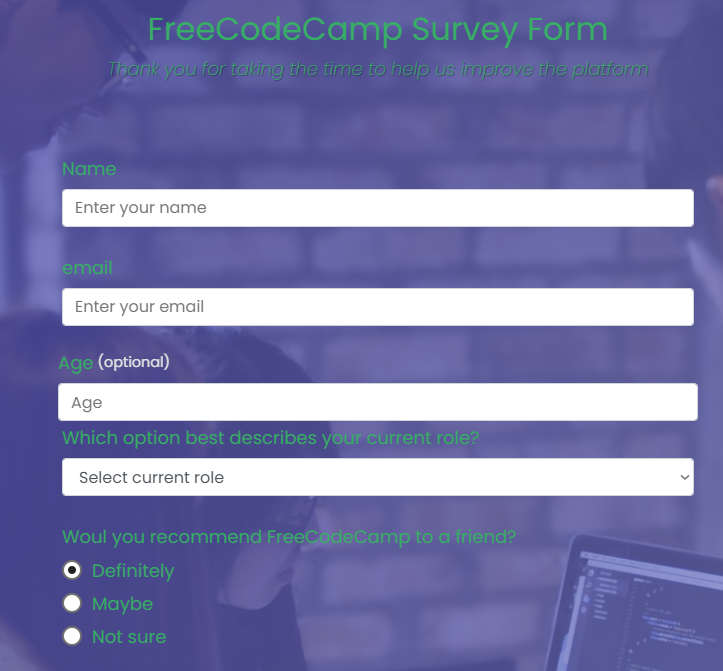 FreeCodeCamp Survey Form
Thank you for taking the time to help us improve the platform
Name
Enter your name
email
Enter your email
Age (optional)
Age
Which option best describes your current role?
Select current role
Woul you recommend FreeCodeCamp to a friend?
Definitely
Maybe
Not sure